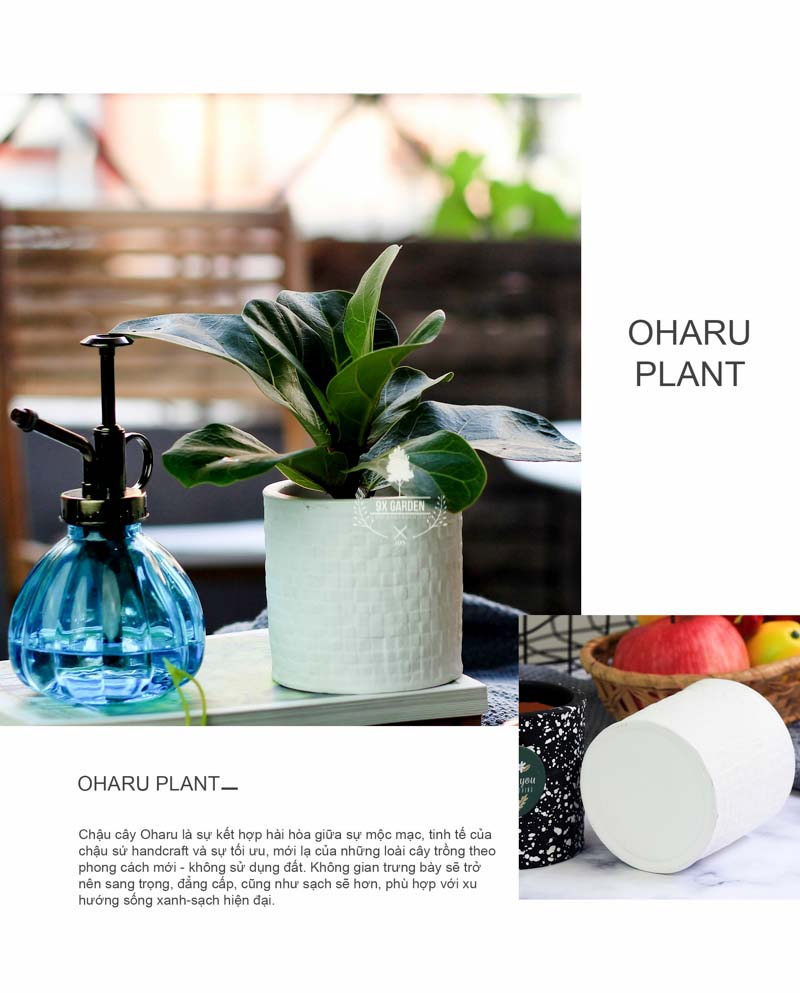 OHARU
PLANT
9X GARDEN
you
OHARU PLANT
Chậu cây Oharu là sự kết hợp hài hòa giữa sự mộc mạc, tinh tế của
chậu sứ handcraft và sự tối ưu, mới lạ của những loài cây trồng theo
phong cách mới - không sử dụng đất. Không gian trưng bày sẽ trở
nên sang trọng, đẳng cấp, cũng như sạch sẽ hơn, phù hợp với xu
hướng sống xanh-sạch hiện đại.